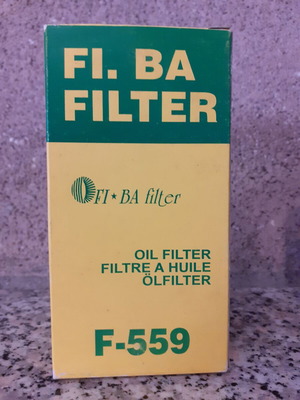 FI. BA
FILTER
FI★BA filter
OIL FILTER
FILTRE A HUILE
ÖLFILTER
F-559